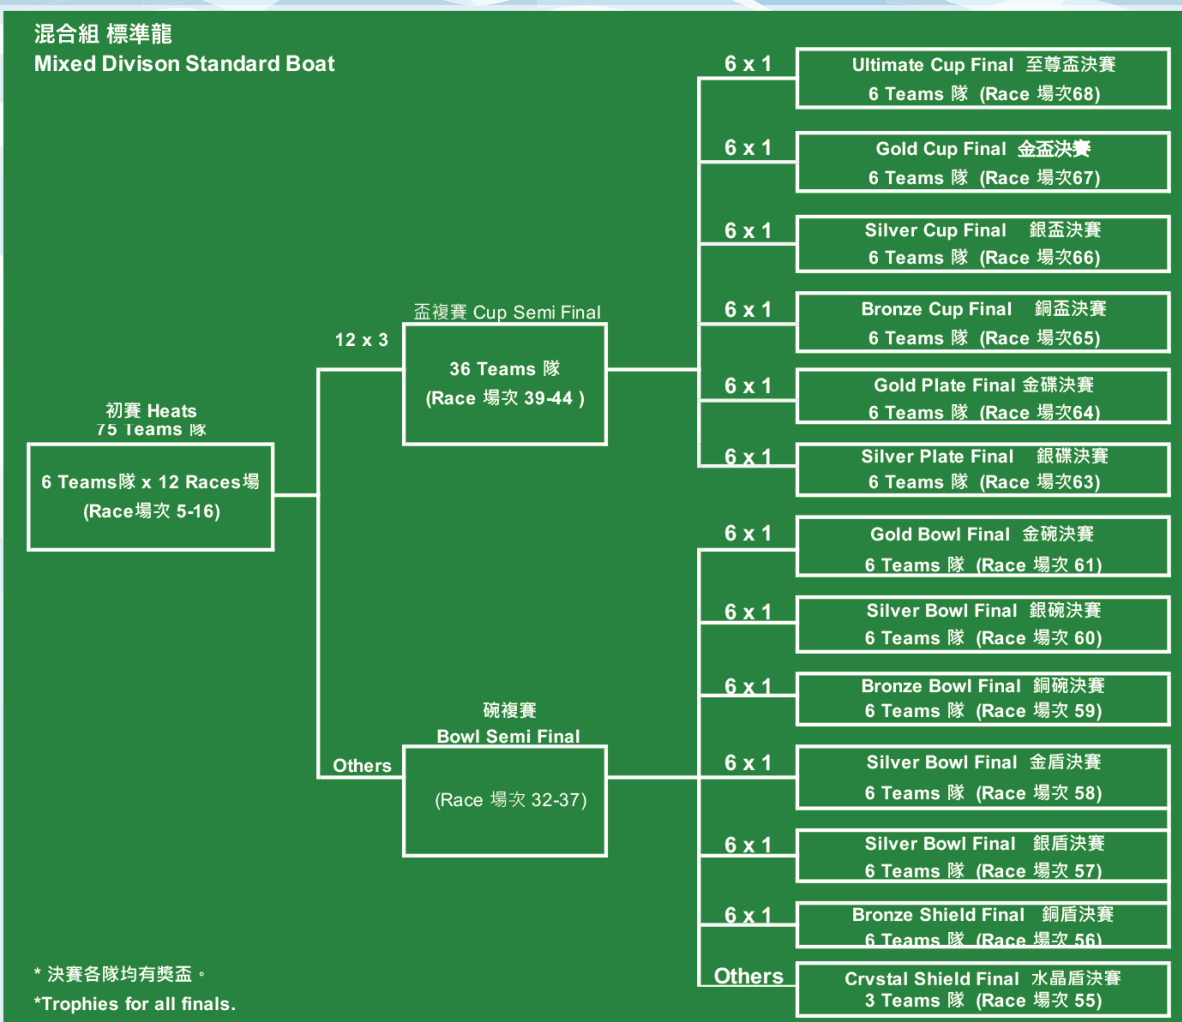 混合組 標準龍
Mixed Divison Standard Boat
初賽 Heats
75 Teams 隊
6 Teams隊 x 12 Races場
(Race場次 5-16)
12 x 3
盃複賽 Cup Semi Final
36 Teams 隊
(Race 場次 39-44 )
Others
碗複賽
Bowl Semi Final
(Race 場次 32-37)
6 x 1
Ultimate Cup Final 至尊盃決賽
6 Teams 隊 (Race 場次68)
6 x 1
Gold Cup Final 金盃決賽
6 Teams 隊 (Race 場次67)
6 x 1
Silver Cup Final 銀盃決賽
6 Teams 隊 (Race 場次66)
6 x 1
Bronze Cup Final 銅盃決賽
6 Teams 隊 (Race 場次65)
6 x 1
Gold Plate Final 金碟決賽
6 Teams 隊 (Race 場次64)
6 x 1
Silver Plate Final 銀碟決賽
6 Teams 隊 (Race 場次63)
6 x 1
Gold Bowl Final 金碗決賽
6 Teams 隊 (Race 場次 61)
6 x 1
Silver Bowl Final 銀碗決賽
6 Teams 隊 (Race 場次 60)
6 x 1
Bronze Bowl Final 銅碗決賽
6 Teams 隊 (Race 場次 59)
6 x 1
Silver Bowl Final 金盾決賽
6 Teams 隊 (Race 場次 58)
6 x 1
Silver Bowl Final 銀盾決賽
6 Teams 隊 (Race 場次 57)
6 x 1
Bronze Shield Final 銅盾決賽
6 Teams 隊 (Race 場次 56)
Others
Crystal Shield Final 水晶盾決賽
3 Teams 隊 (Race 場次 55)
* 決賽各隊均有獎盃。
*Trophies for all finals.